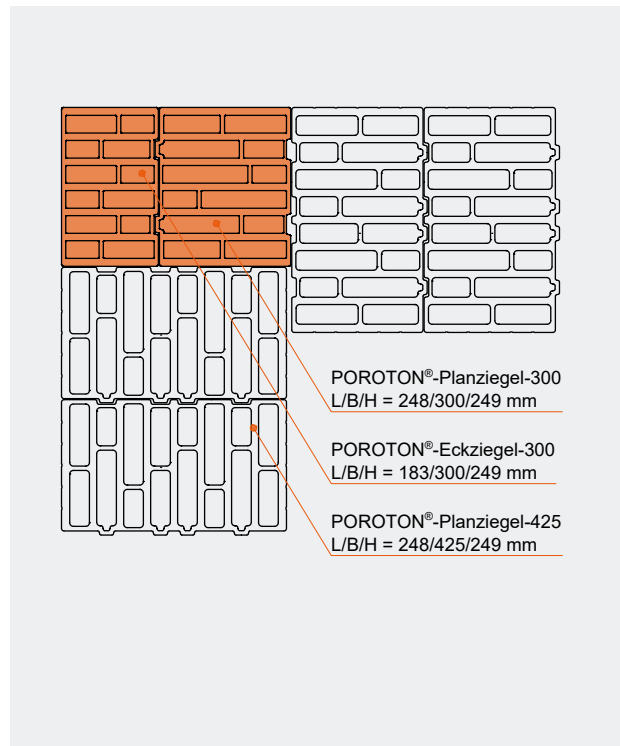 POROTON®-Planziegel-300
L/B/H = 248/300/249 mm
POROTON®-Eckziegel-300
L/B/H = 183/300/249 mm
POROTON®-Planziegel-425
L/B/H = 248/425/249 mm